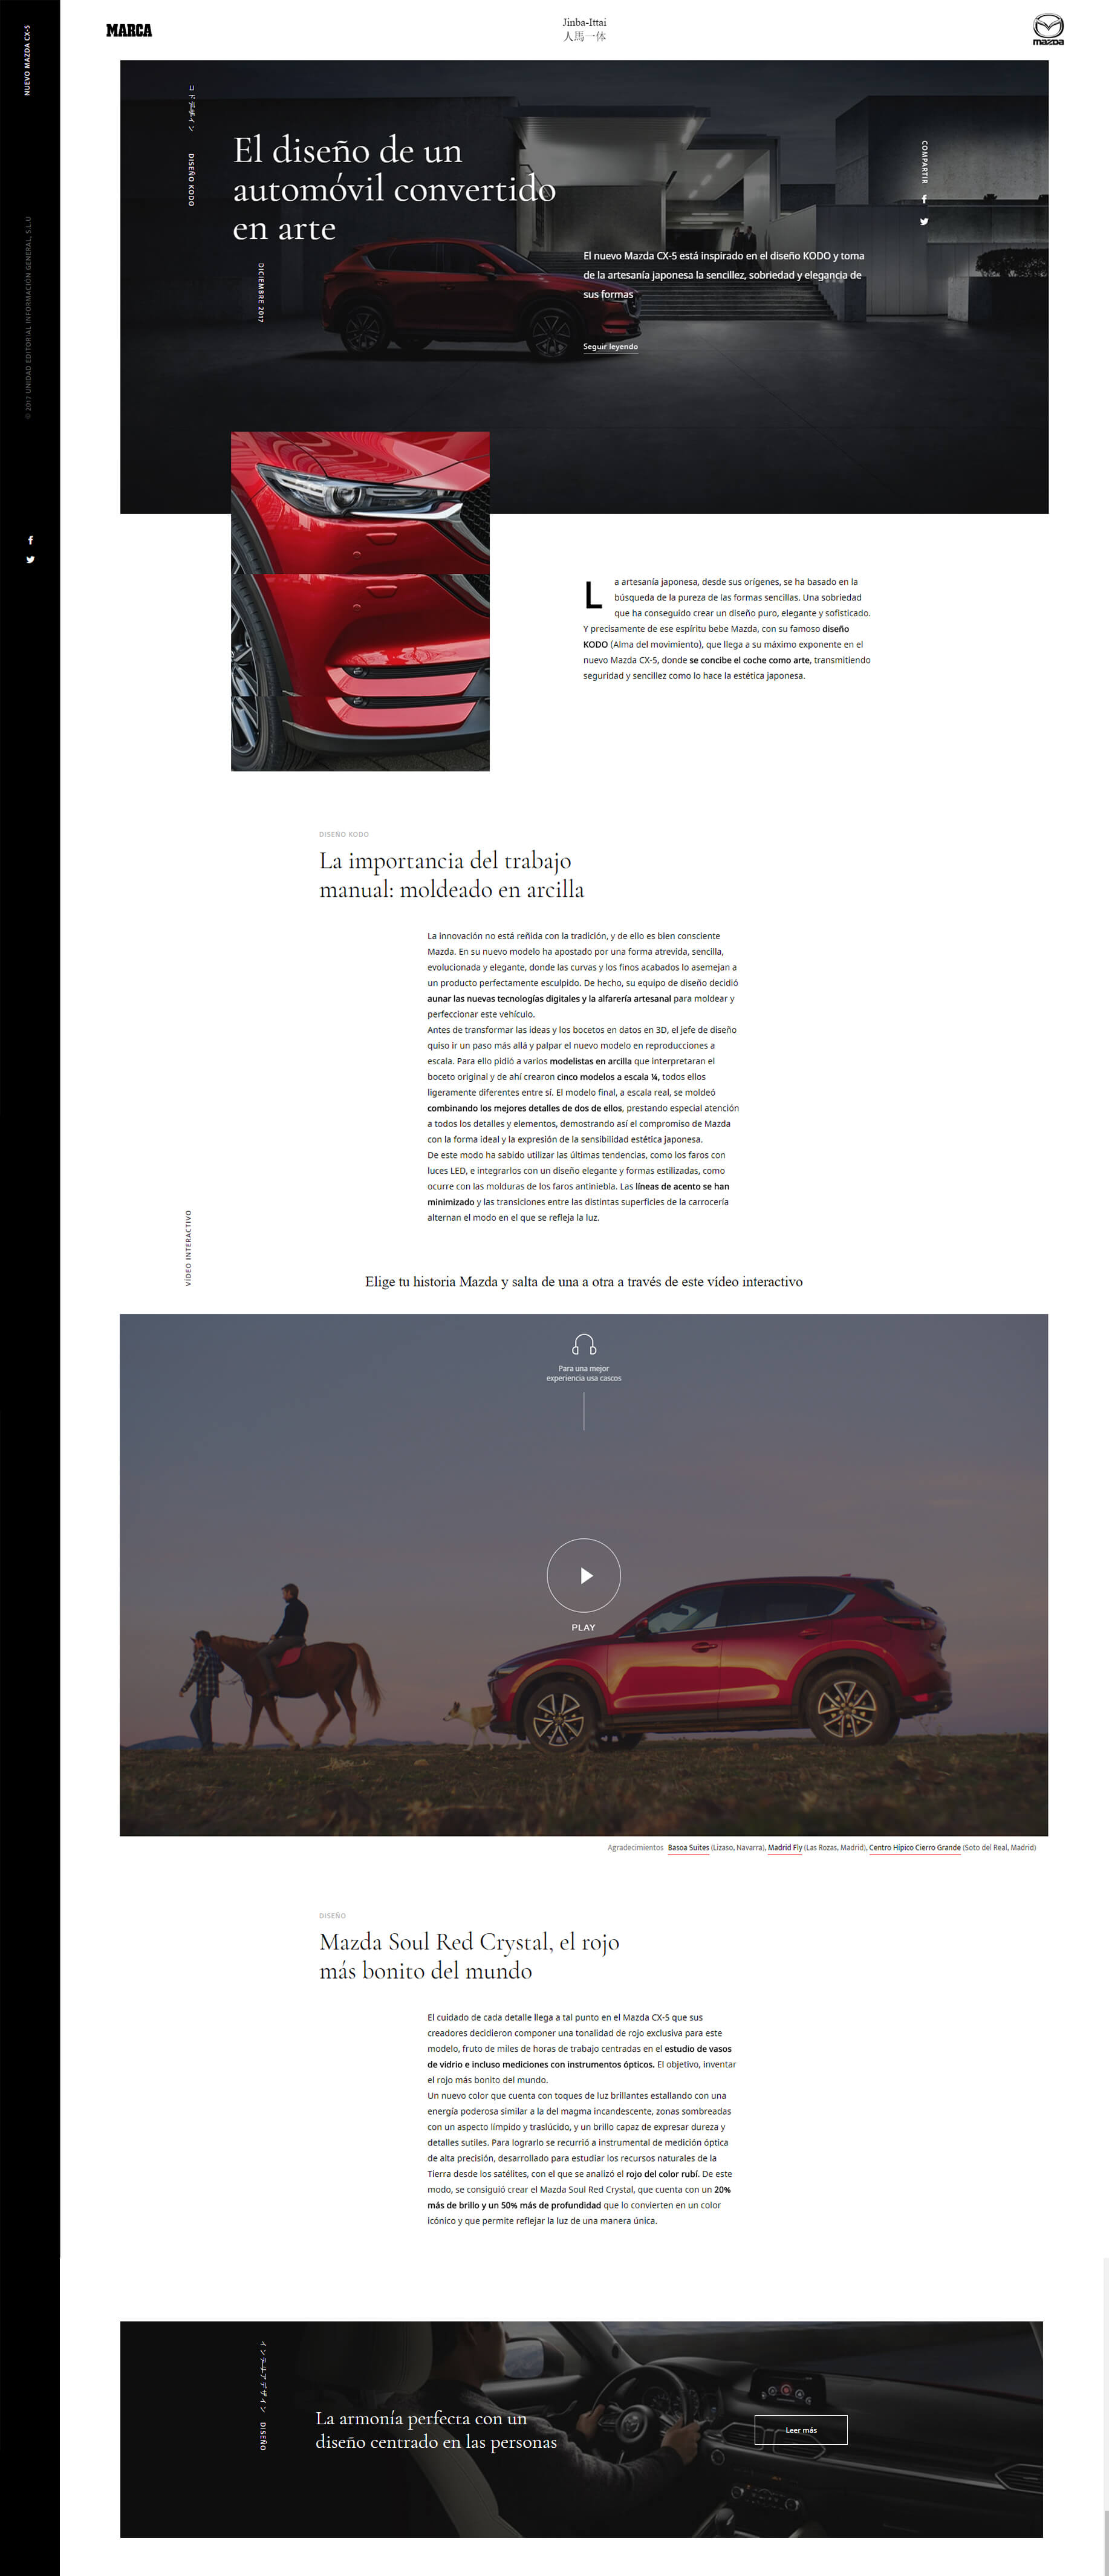 NUEVO MAZDA CX-5
© 2017 UNIDAD EDITORIAL INFORMACIÓN GENERAL, S.L.U
MARCA
Jinba-Ittai
人馬一体
mazda
コドデザイン DISEÑO KODO
El diseño de un
automóvil convertido
en arte
DICIEMBRE 2017
COMPARTIR
El nuevo Mazda CX-5 está inspirado en el diseño KODO y toma
de la artesanía japonesa la sencillez, sobriedad y elegancia de
sus formas
Seguir leyendo
La artesanía japonesa, desde sus orígenes, se ha basado en la
búsqueda de la pureza de las formas sencillas. Una sobriedad
que ha conseguido crear un diseño puro, elegante y sofisticado.
Y precisamente de ese espíritu bebe Mazda, con su famoso diseño
KODO (Alma del movimiento), que llega a su máximo exponente en el
nuevo Mazda CX-5, donde se concibe el coche como arte, transmitiendo
seguridad y sencillez como lo hace la estética japonesa.
DISEÑO KODO
La importancia del trabajo
manual: moldeado en arcilla
La innovación no está reñida con la tradición, y de ello es bien consciente
Mazda. En su nuevo modelo ha apostado por una forma atrevida, sencilla,
evolucionada y elegante, donde las curvas y los finos acabados lo asemejan a
un producto perfectamente esculpido. De hecho, su equipo de diseño decidió
aunar las nuevas tecnologías digitales y la alfarería artesanal para moldear y
perfeccionar este vehículo.
Antes de transformar las ideas y los bocetos en datos en 3D, el jefe de diseño
quiso ir un paso más allá y palpar el nuevo modelo en reproducciones a
escala. Para ello pidió a varios modelistas en arcilla que interpretaran el
boceto original y de ahí crearon cinco modelos a escala ¼, todos ellos
ligeramente diferentes entre sí. El modelo final, a escala real, se moldeó
combinando los mejores detalles de dos de ellos, prestando especial atención
a todos los detalles y elementos, demostrando así el compromiso de Mazda
con la forma ideal y la expresión de la sensibilidad estética japonesa.
De este modo ha sabido utilizar las últimas tendencias, como los faros con
luces LED, e integrarlos con un diseño elegante y formas estilizadas, como
ocurre con las molduras de los faros antiniebla. Las líneas de acento se han
minimizado y las transiciones entre las distintas superficies de la carrocería
alternan el modo en el que se refleja la luz.
VÍDEO INTERACTIVO
Elige tu historia Mazda y salta de una a otra a través de este vídeo interactivo
Para una mejor
experiencia usa cascos
PLAY
Agradecimientos Basoa Suites (Lizaso, Navarra), Madrid Fly (Las Rozas, Madrid), Centro Hípico Cierro Grande (Soto del Real, Madrid)
DISEÑO
Mazda Soul Red Crystal, el rojo
más bonito del mundo
El cuidado de cada detalle llega a tal punto en el Mazda CX-5 que sus
creadores decidieron componer una tonalidad de rojo exclusiva para este
modelo, fruto de miles de horas de trabajo centradas en el estudio de vasos
de vidrio e incluso mediciones con instrumentos ópticos. El objetivo, inventar
el rojo más bonito del mundo.
Un nuevo color que cuenta con toques de luz brillantes estallando con una
energía poderosa similar a la del magma incandescente, zonas sombreadas
con un aspecto límpido y traslúcido, y un brillo capaz de expresar dureza y
detalles sutiles. Para lograrlo se recurrió a instrumental de medición óptica
de alta precisión, desarrollado para estudiar los recursos naturales de la
Tierra desde los satélites, con el que se analizó el rojo del color rubí. De este
modo, se consiguió crear el Mazda Soul Red Crystal, que cuenta con un 20%
más de brillo y un 50% más de profundidad que lo convierten en un color
icónico y que permite reflejar la luz de una manera única.
インテリアデザイン DISEÑO
La armonía perfecta con un
diseño centrado en las personas
Leer más